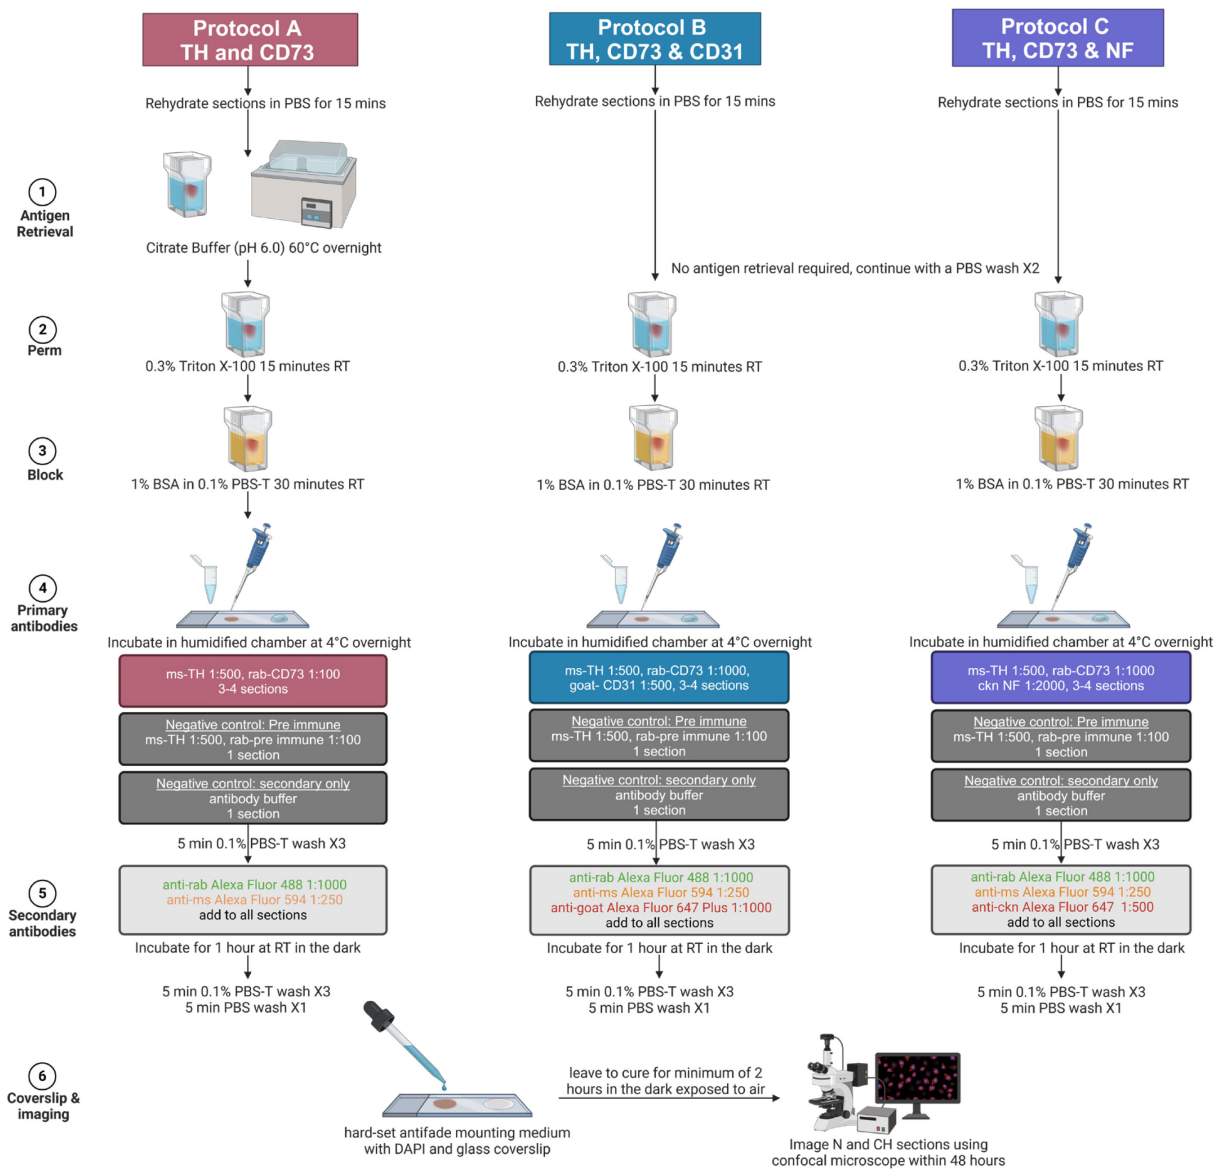 Protocol A
TH and CD73
Protocol B
TH, CD73 & CD31
Protocol C
TH, CD73 & NF
Rehydrate sections in PBS for 15 mins
Rehydrate sections in PBS for 15 mins
Rehydrate sections in PBS for 15 mins
1
Antigen
Retrieval
Citrate Buffer (pH 6.0) 60°C overnight
No antigen retrieval required, continue with a PBS wash X2
2
Perm
0.3% Triton X-100 15 minutes RT
0.3% Triton X-100 15 minutes RT
0.3% Triton X-100 15 minutes RT
3
Block
1% BSA in 0.1% PBS-T 30 minutes RT
1% BSA in 0.1% PBS-T 30 minutes RT
1% BSA in 0.1% PBS-T 30 minutes RT
4
Primary
antibodies
Incubate in humidified chamber at 4°C overnight
ms-TH 1:500, rab-CD73 1:100
3-4 sections
Negative control: Pre immune
ms-TH 1:500, rab-pre immune 1:100
1 section
Negative control: secondary only
antibody buffer
1 section
5 min 0.1% PBS-T wash X3
Incubate in humidified chamber at 4°C overnight
ms-TH 1:500, rab-CD73 1:1000,
goat- CD31 1:500, 3-4 sections
Negative control: Pre immune
ms-TH 1:500, rab-pre immune 1:100
1 section
Negative control: secondary only
antibody buffer
1 section
5 min 0.1% PBS-T wash X3
Incubate in humidified chamber at 4°C overnight
ms-TH 1:500, rab-CD73 1:1000
ckn NF 1:2000, 3-4 sections
Negative control: Pre immune
ms-TH 1:500, rab-pre immune 1:100
1 section
Negative control: secondary only
antibody buffer
1 section
5 min 0.1% PBS-T wash X3
5
Secondary
antibodies
anti-rab Alexa Fluor 488 1:1000
anti-ms Alexa Fluor 594 1:250
add to all sections
Incubate for 1 hour at RT in the dark
5 min 0.1% PBS-T wash X3
5 min PBS wash X1
anti-rab Alexa Fluor 488 1:1000
anti-ms Alexa Fluor 594 1:250
anti-goat Alexa Fluor 647 Plus 1:1000
add to all sections
Incubate for 1 hour at RT in the dark
5 min 0.1% PBS-T wash X3
5 min PBS wash X1
anti-rab Alexa Fluor 488 1:1000
anti-ms Alexa Fluor 594 1:250
anti-ckn Alexa Fluor 647 1:500
add to all sections
Incubate for 1 hour at RT in the dark
5 min 0.1% PBS-T wash X3
5 min PBS wash X1
6
Coverslip &
imaging
hard-set antifade mounting medium
with DAPI and glass coverslip
leave to cure for minimum of 2
hours in the dark exposed to air
Image N and CH sections using
confocal microscope within 48 hours